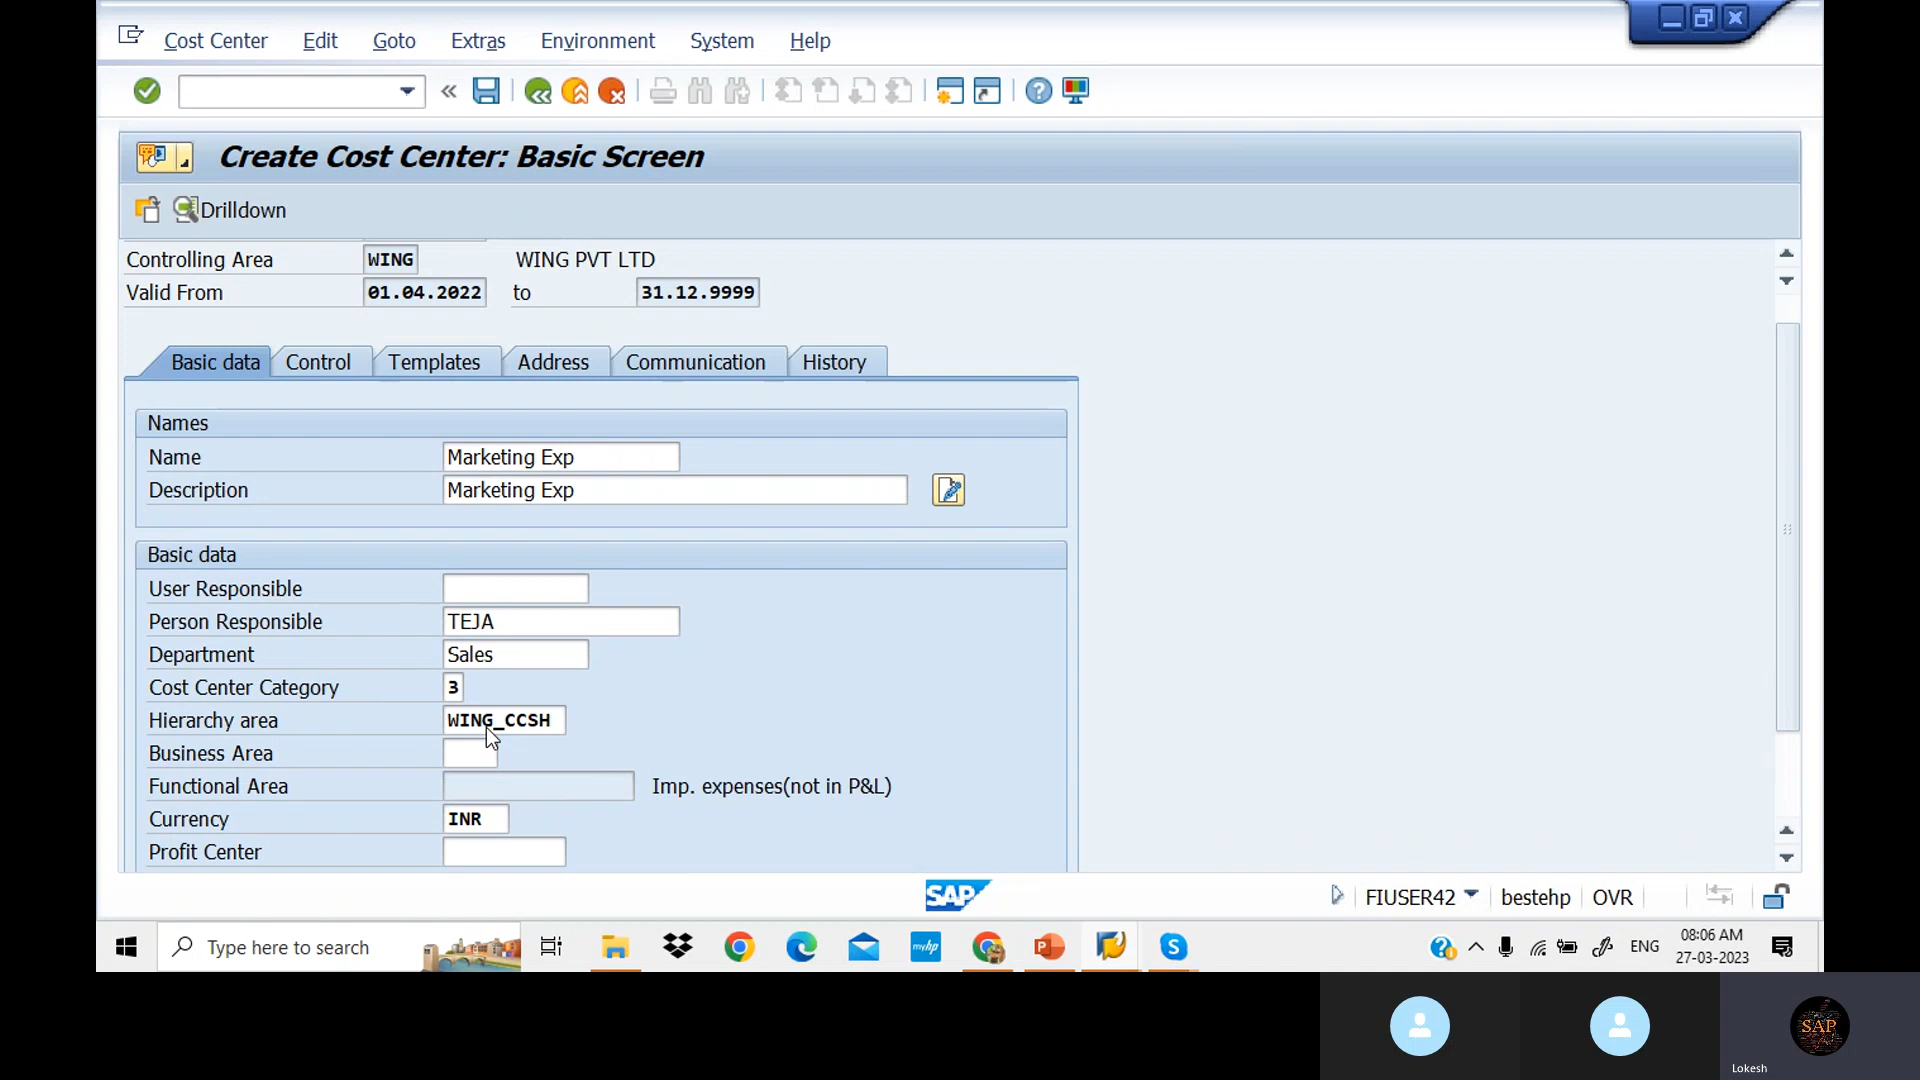 Cost Center Edit Goto Extras Environment System Help
Create Cost Center: Basic Screen
Drilldown
Controlling Area WING WING PVT LTD
Valid From 01.04.2022 to 31.12.9999
Basic data Control Templates Address Communication History
Names
Name Marketing Exp
Description Marketing Exp
Basic data
User Responsible
Person Responsible TEJA
Department Sales
Cost Center Category 3
Hierarchy area WING_CCSH
Business Area
Functional Area Imp. expenses(not in P&L)
Currency INR
Profit Center
SAP FIUSER42 bestehp OVR
Type here to search myhp ENG 08:06 AM
27-03-2023
SAP
Lokesh